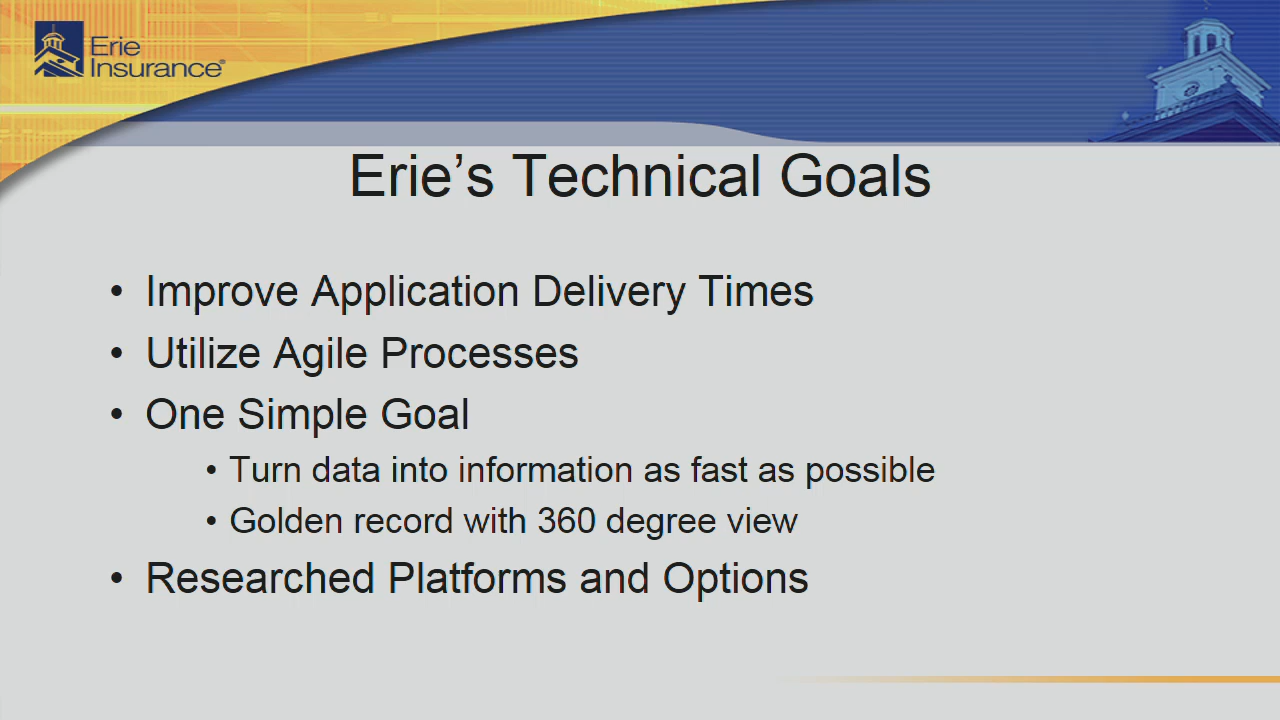 Erie
Insurance®
Erie's Technical Goals
• Improve Application Delivery Times
• Utilize Agile Processes
• One Simple Goal
• Turn data into information as fast as possible
• Golden record with 360 degree view
• Researched Platforms and Options